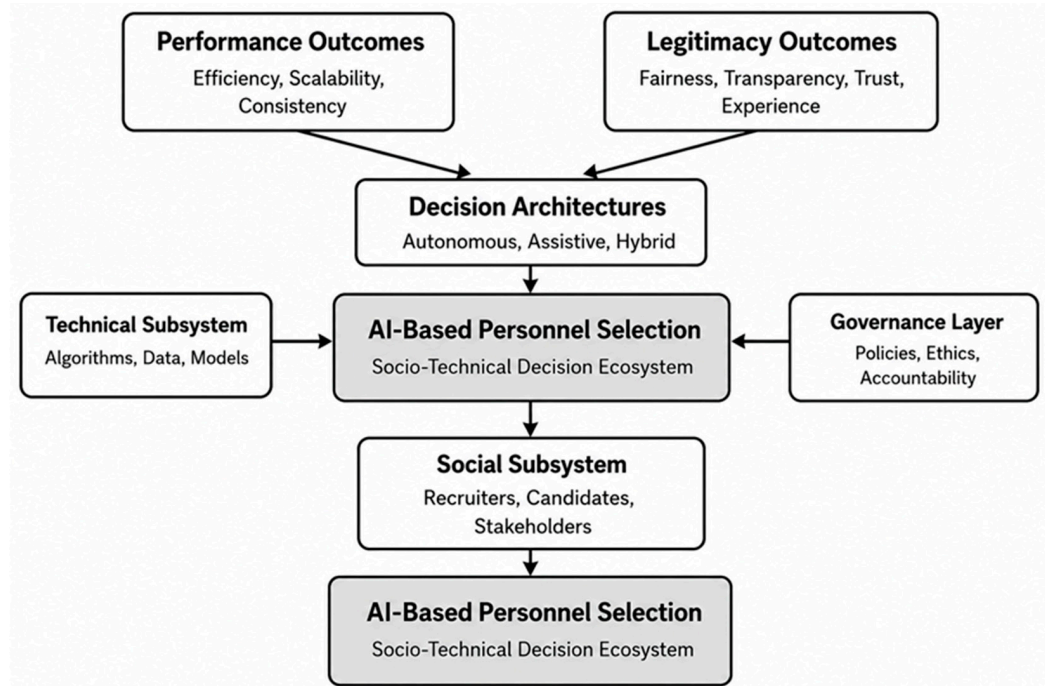 Performance Outcomes
Efficiency, Scalability,
Consistency
Legitimacy Outcomes
Fairness, Transparency, Trust,
Experience
Decision Architectures
Autonomous, Assistive, Hybrid
Technical Subsystem
Algorithms, Data, Models
AI-Based Personnel Selection
Socio-Technical Decision Ecosystem
Governance Layer
Policies, Ethics,
Accountability
Social Subsystem
Recruiters, Candidates,
Stakeholders
AI-Based Personnel Selection
Socio-Technical Decision Ecosystem